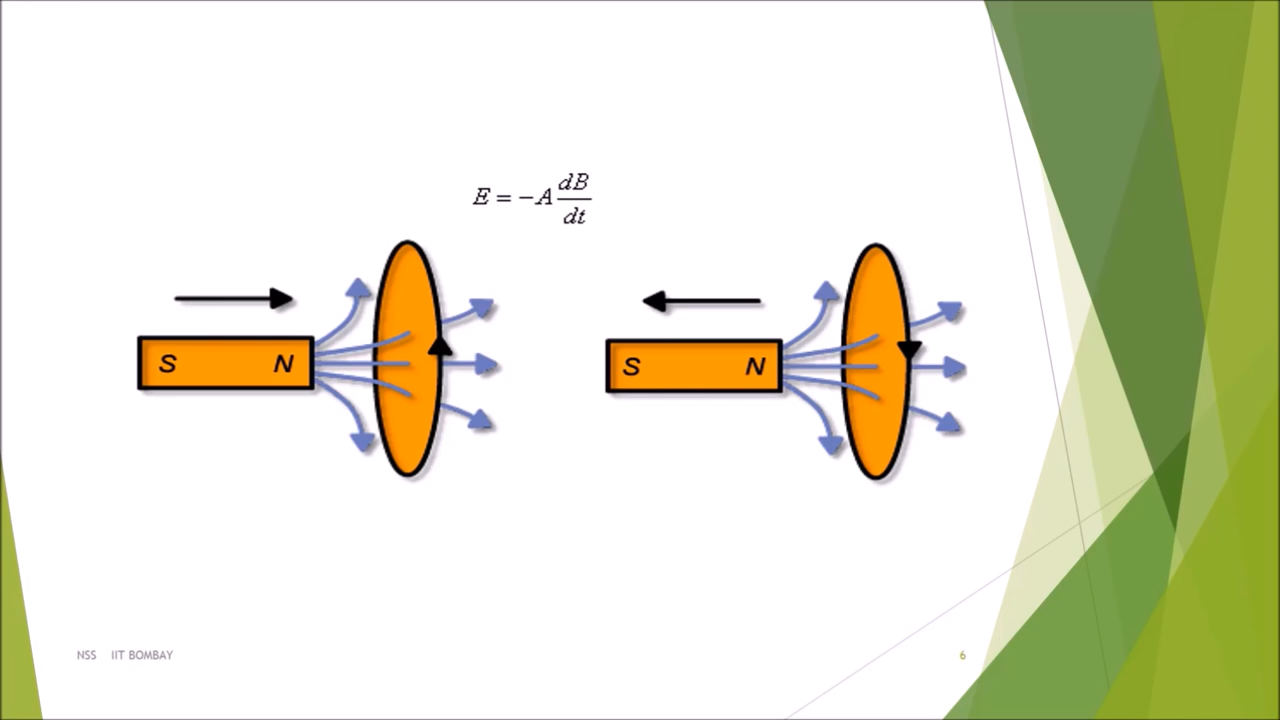 E = −A dB/dt
S N
S N
NSS IIT BOMBAY
6